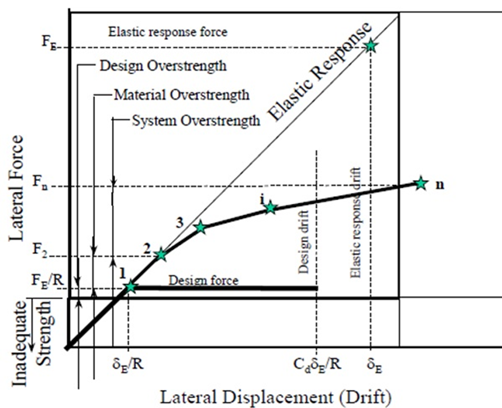 F_E
Elastic response force
Design Overstrength
Material Overstrength
System Overstrength
Elastic Response
Lateral Force
F_n
n
i
3
2
F_2
1
F_E/R
Design force
Design drift
Elastic response drift
Inadequate
Strength
δ_E/R
C_dδ_E/R
δ_E
Lateral Displacement (Drift)